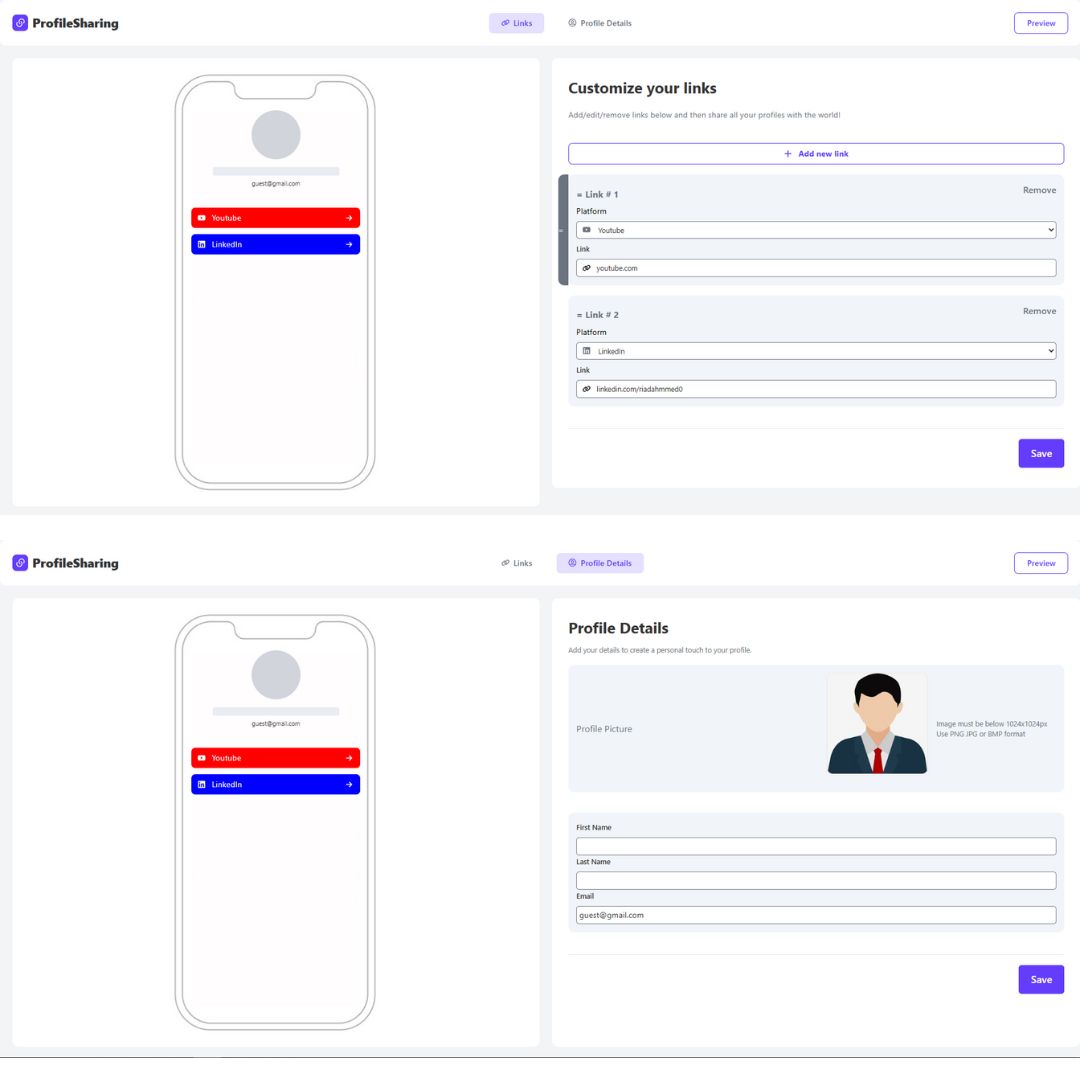 ProfileSharing
Links
Profile Details
Preview
guest@gmail.com
Youtube
LinkedIn
Customize your links
Add/edit/remove links below and then share all your profiles with the world!
+ Add new link
= Link # 1
Remove
Platform
Youtube
Link
youtube.com
= Link # 2
Remove
Platform
LinkedIn
Link
linkedin.com/riadahmmed0
Save
ProfileSharing
Links
Profile Details
Preview
guest@gmail.com
Youtube
LinkedIn
Profile Details
Add your details to create a personal touch to your profile.
Profile Picture
Image must be below 1024x1024px
Use PNG JPG or BMP format
First Name
Last Name
Email
guest@gmail.com
Save